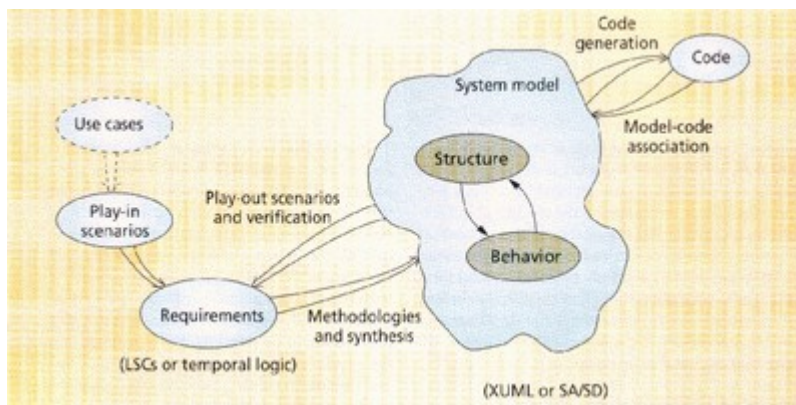 Code
generation
Code
System model
Use cases
Model-code
association
Structure
Play-in
scenarios
Play-out scenarios
and verification
Behavior
Requirements
Methodologies
and synthesis
(LSCs or temporal logic)
(XUML or SA/SD)